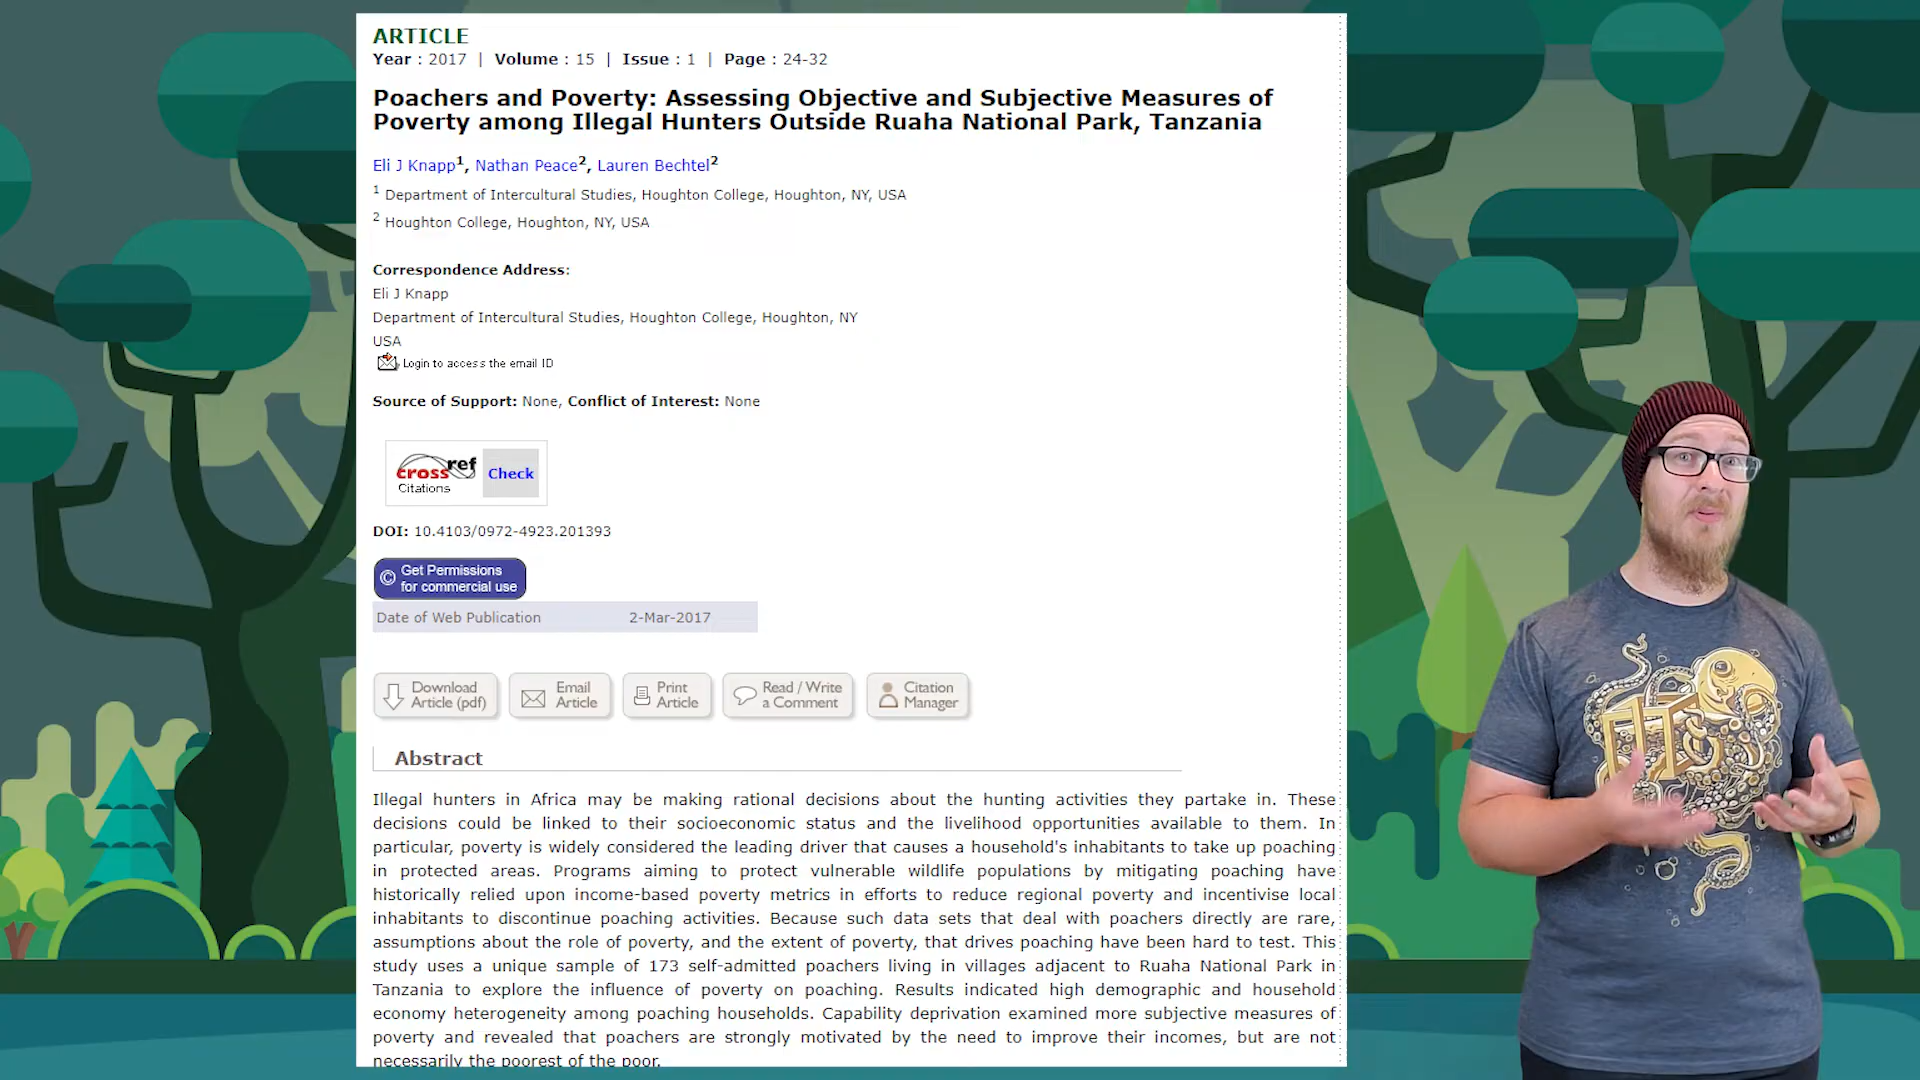 ARTICLE
Year : 2017 | Volume : 15 | Issue : 1 | Page : 24-32
Poachers and Poverty: Assessing Objective and Subjective Measures of
Poverty among Illegal Hunters Outside Ruaha National Park, Tanzania
Eli J Knapp1, Nathan Peace2, Lauren Bechtel2
1 Department of Intercultural Studies, Houghton College, Houghton, NY, USA
2 Houghton College, Houghton, NY, USA
Correspondence Address:
Eli J Knapp
Department of Intercultural Studies, Houghton College, Houghton, NY
USA
Login to access the email ID
Source of Support: None, Conflict of Interest: None
crossref
Citations
Check
DOI: 10.4103/0972-4923.201393
© Get Permissions
for commercial use
Date of Web Publication 2-Mar-2017
Download
Article (pdf)
Email
Article
Print
Article
Read / Write
a Comment
Citation
Manager
Abstract
Illegal hunters in Africa may be making rational decisions about the hunting activities they partake in. These
decisions could be linked to their socioeconomic status and the livelihood opportunities available to them. In
particular, poverty is widely considered the leading driver that causes a household's inhabitants to take up poaching
in protected areas. Programs aiming to protect vulnerable wildlife populations by mitigating poaching have
historically relied upon income-based poverty metrics in efforts to reduce regional poverty and incentivise local
inhabitants to discontinue poaching activities. Because such data sets that deal with poachers directly are rare,
assumptions about the role of poverty, and the extent of poverty, that drives poaching have been hard to test. This
study uses a unique sample of 173 self-admitted poachers living in villages adjacent to Ruaha National Park in
Tanzania to explore the influence of poverty on poaching. Results indicated high demographic and household
economy heterogeneity among poaching households. Capability deprivation examined more subjective measures of
poverty and revealed that poachers are strongly motivated by the need to improve their incomes, but are not
necessarily the poorest of the poor.